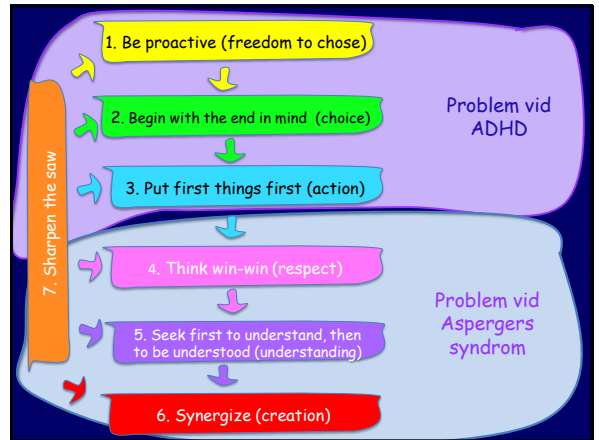 1. Be proactive (freedom to chose)
2. Begin with the end in mind (choice)
3. Put first things first (action)
Problem vid
ADHD
7. Sharpen the saw
4. Think win-win (respect)
5. Seek first to understand, then
to be understood (understanding)
6. Synergize (creation)
Problem vid
Aspergers
syndrom